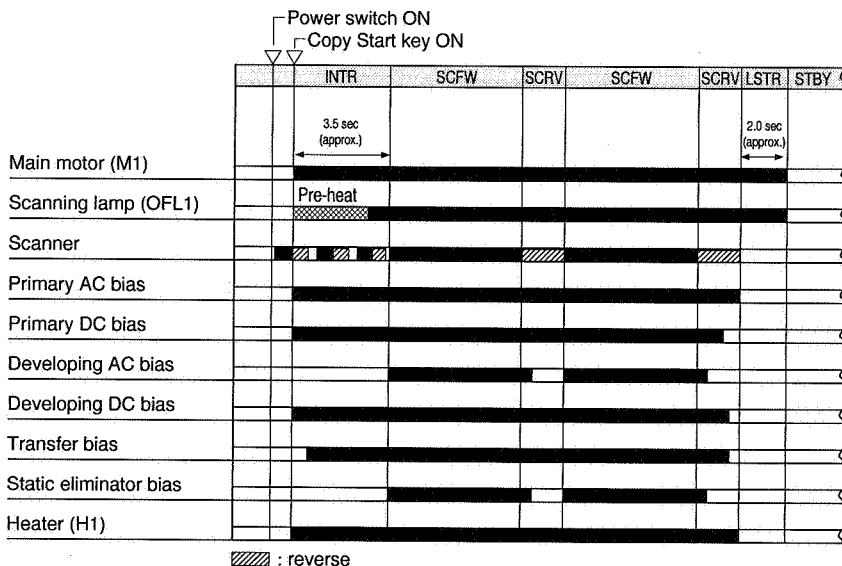 Power switch ON
Copy Start key ON
INTR SCFW SCRV SCFW SCRV LSTR STBY
3.5 sec
(approx.)
2.0 sec
(approx.)
Main motor (M1)
Pre-heat
Scanning lamp (OFL1)
Scanner
Primary AC bias
Primary DC bias
Developing AC bias
Developing DC bias
Transfer bias
Static eliminator bias
Heater (H1)
: reverse